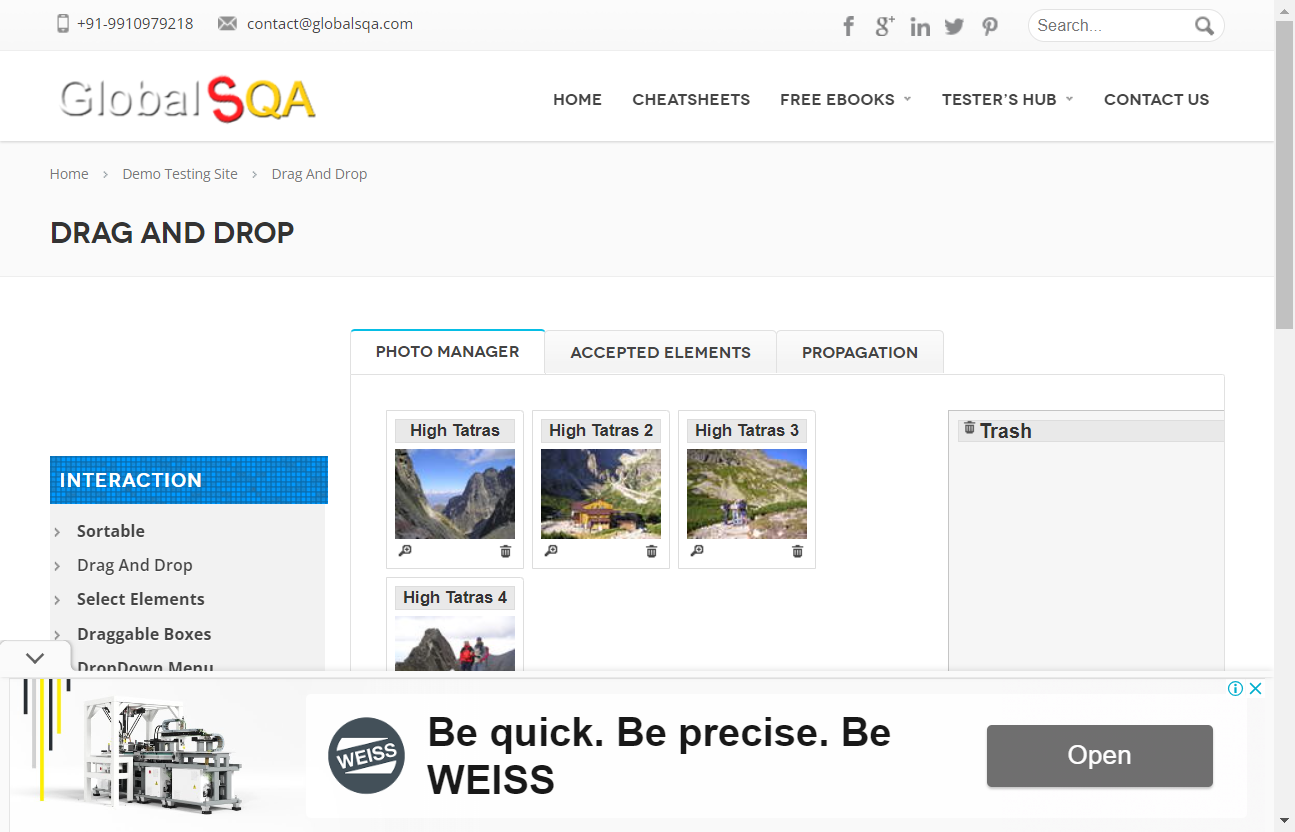 +91-9910979218 contact@globalsqa.com Search...
GlobalSQA
HOME CHEATSHEETS FREE EBOOKS TESTER'S HUB CONTACT US
Home > Demo Testing Site > Drag And Drop
DRAG AND DROP
PHOTO MANAGER ACCEPTED ELEMENTS PROPAGATION
High Tatras High Tatras 2 High Tatras 3
Trash
High Tatras 4
INTERACTION
Sortable
Drag And Drop
Select Elements
Draggable Boxes
DropDown Menu
WEISS
Be quick. Be precise. Be
WEISS
Open